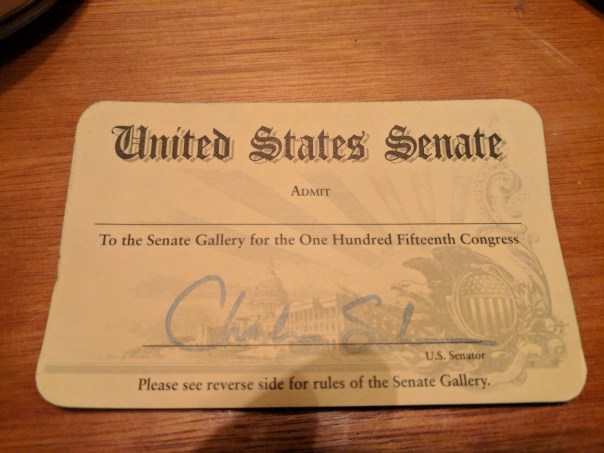 United States Senate
ADMIT
To the Senate Gallery for the One Hundred Fifteenth Congress
U.S. Senator
Please see reverse side for rules of the Senate Gallery.